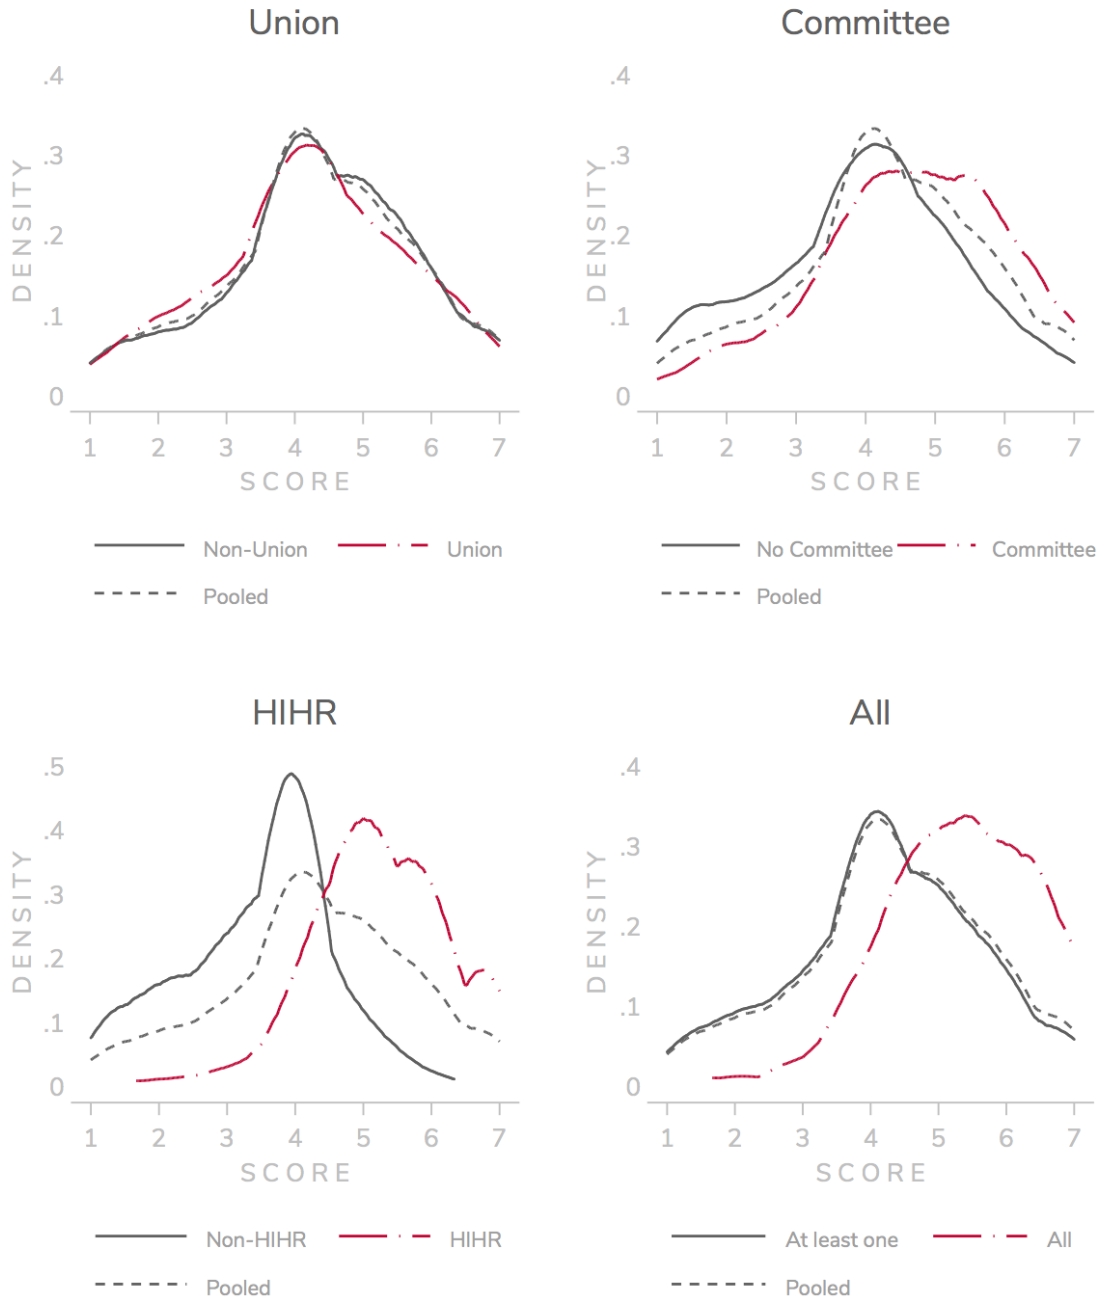 Union
.4
.3
.2
.1
0
DENSITY
1 2 3 4 5 6 7
SCORE
Non-Union Union
Pooled
Committee
.4
.3
.2
.1
0
DENSITY
1 2 3 4 5 6 7
SCORE
No Committee Committee
Pooled
HIHR
.5
.4
.3
.2
.1
0
DENSITY
1 2 3 4 5 6 7
SCORE
Non-HIHR HIHR
Pooled
All
.4
.3
.2
.1
0
DENSITY
1 2 3 4 5 6 7
SCORE
At least one All
Pooled